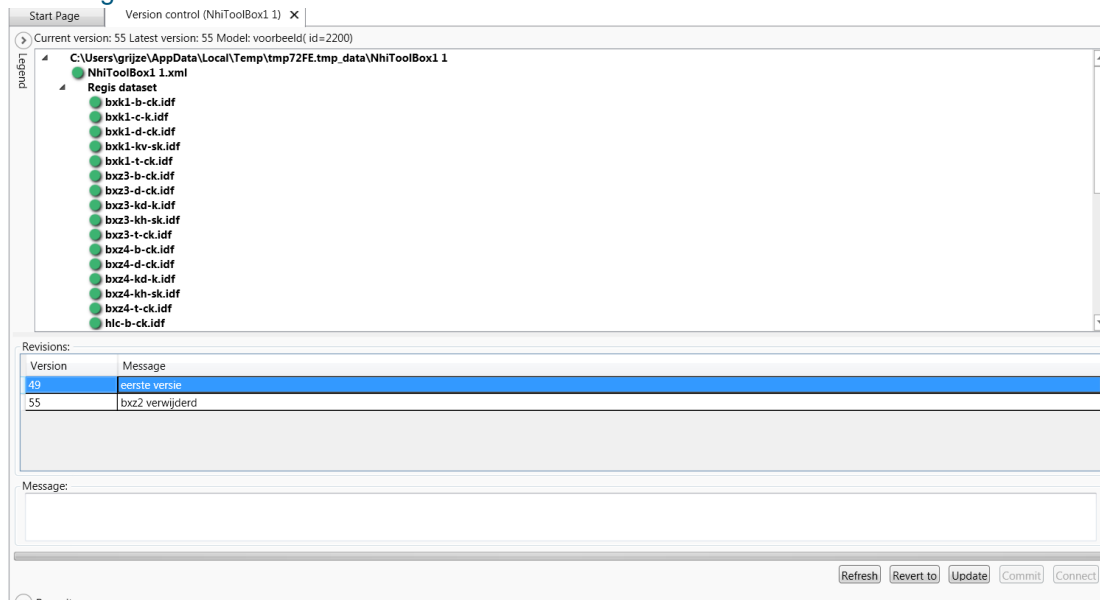 Start Page Version control (NhiToolBox1 1) X
Current version: 55 Latest version: 55 Model: voorbeeld( id=2200)
Legend
C:\Users\grijze\AppData\Local\Temp\tmp72FE.tmp_data\NhiToolBox1 1
NhiToolBox1 1.xml
Regis dataset
bxk1-b-ck.idf
bxk1-c-k.idf
bxk1-d-ck.idf
bxk1-kv-sk.idf
bxk1-t-ck.idf
bxz3-b-ck.idf
bxz3-d-ck.idf
bxz3-kd-k.idf
bxz3-kh-sk.idf
bxz3-t-ck.idf
bxz4-b-ck.idf
bxz4-d-ck.idf
bxz4-kd-k.idf
bxz4-kh-sk.idf
bxz4-t-ck.idf
hlc-b-ck.idf
Revisions:
Version Message
49 eerste versie
55 bxz2 verwijderd
Message:
Refresh Revert to Update Commit Connect